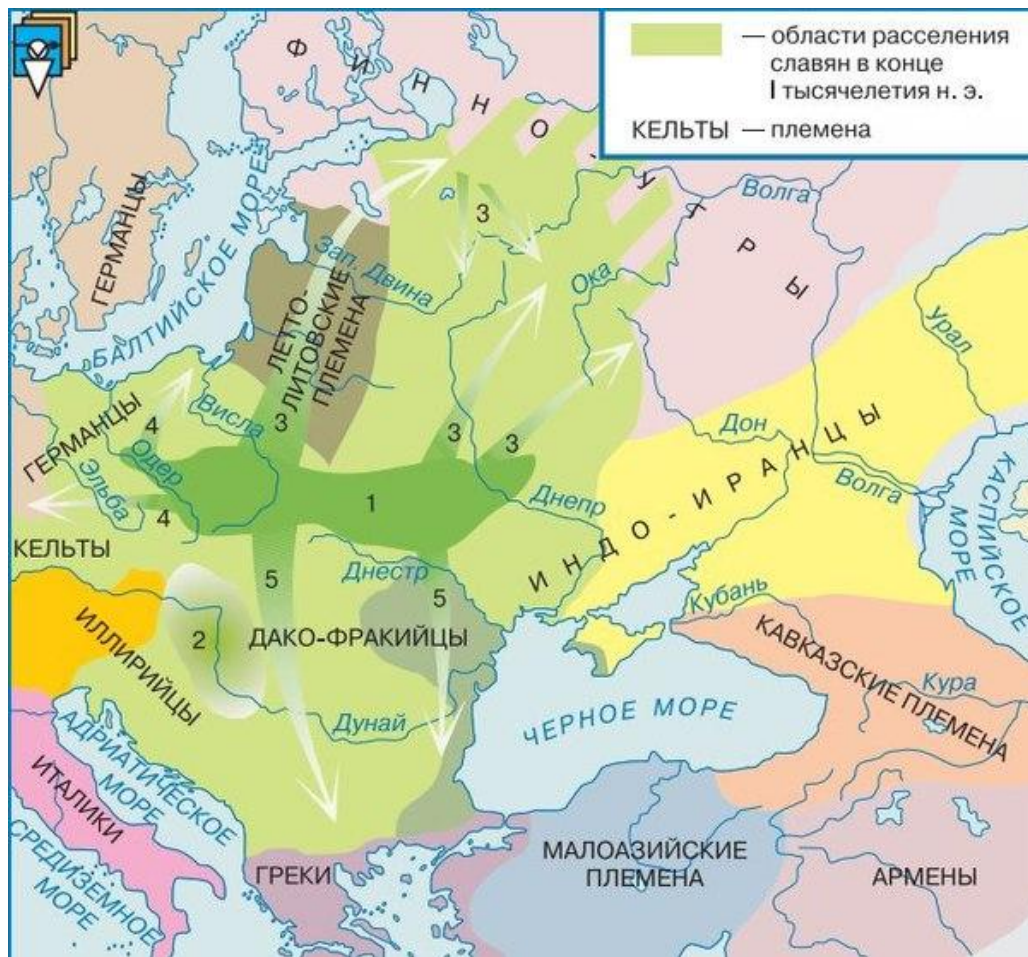 — области расселения
славян в конце
I тысячелетия н. э.
КЕЛЬТЫ — племена
ФИННО-УГРЫ
ГЕРМАНЦЫ
БАЛТИЙСКОЕ МОРЕ
Волга
3
Зап. Двина
Ока
ЛЕТТО-
ЛИТОВСКИЕ
ПЛЕМЕНА
Урал
ГЕРМАНЦЫ
4
Висла
3
3
3
Дон
Одер
Эльба
4
1
Днепр
Волга
ИНДО-ИРАНЦЫ
КАСПИЙСКОЕ
МОРЕ
КЕЛЬТЫ
5
Днестр
5
Кубань
ИЛЛИРИЙЦЫ
2
ДАКО-ФРАКИЙЦЫ
КАВКАЗСКИЕ ПЛЕМЕНА
Кура
Дунай
ЧЕРНОЕ МОРЕ
АДРИАТИЧЕСКОЕ
МОРЕ
ИТАЛИКИ
СРЕДИЗЕМНОЕ
МОРЕ
ГРЕКИ
МАЛОАЗИЙСКИЕ
ПЛЕМЕНА
АРМЕНЫ